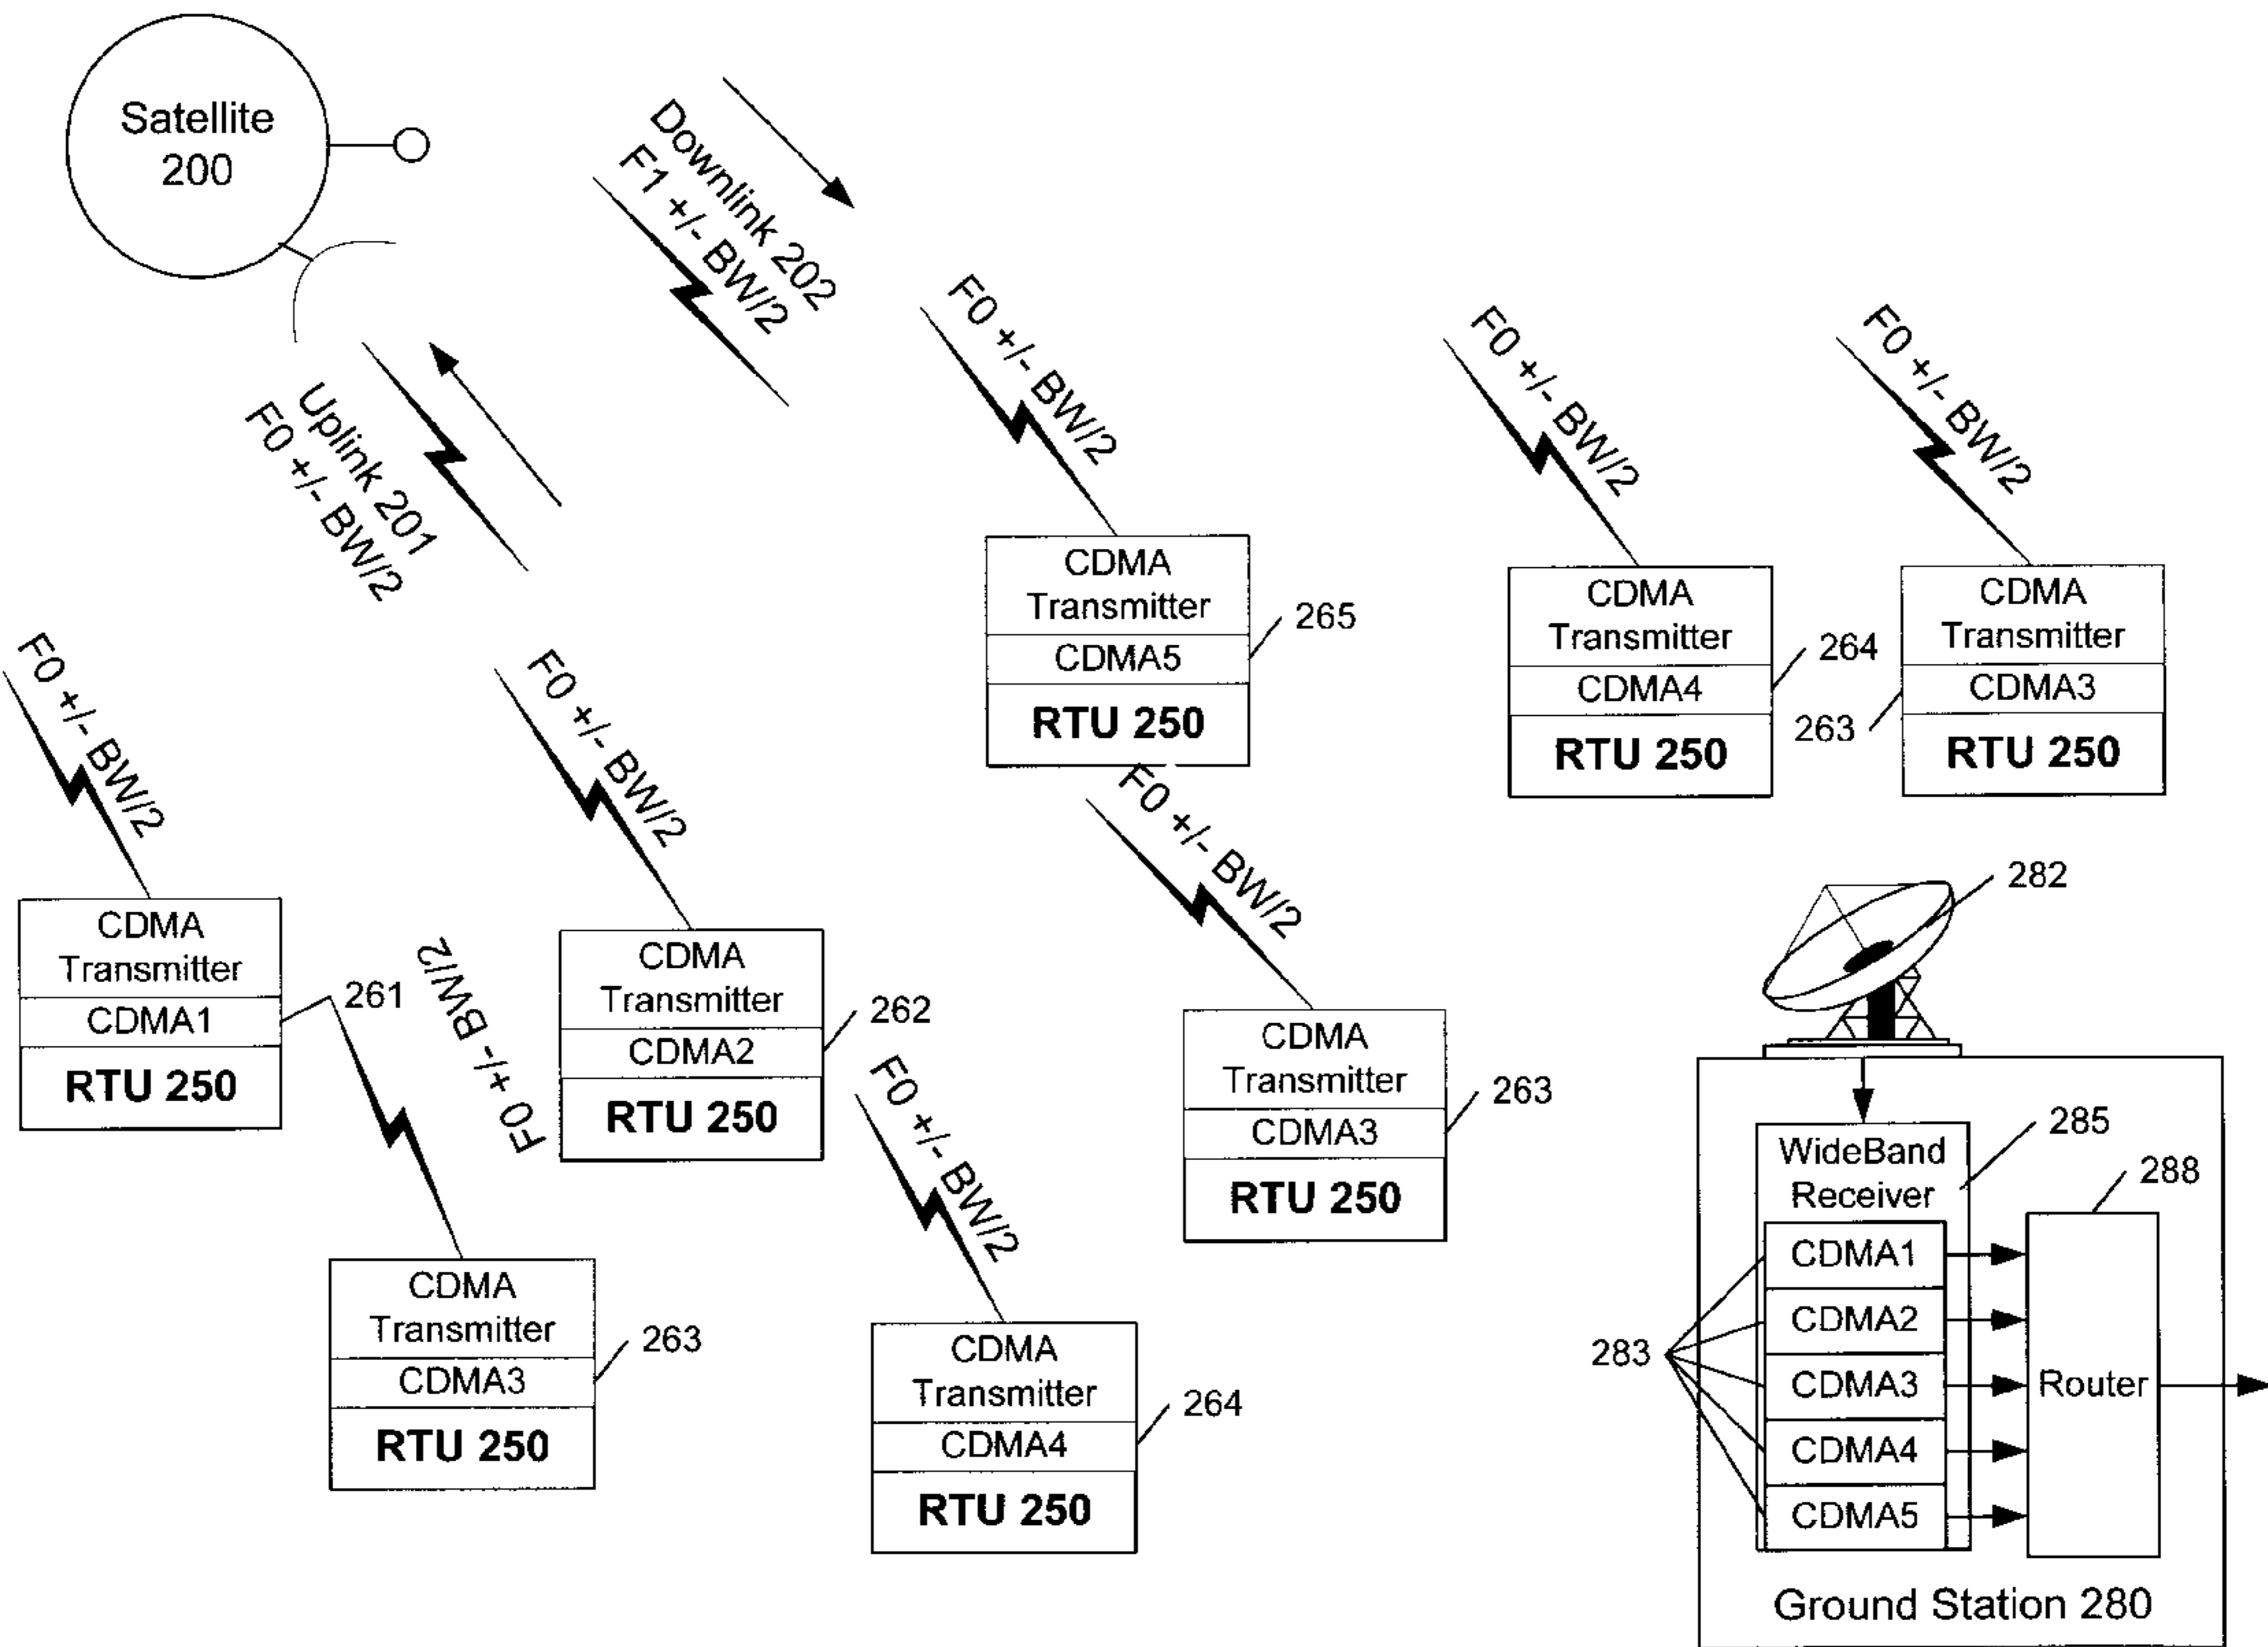 Satellite
200
Downlink 202
F1 +/- BW/2
Uplink 201
F0 +/- BW/2
F0 +/- BW/2
CDMA
Transmitter
CDMA5
RTU 250
265
F0 +/- BW/2
CDMA
Transmitter
CDMA4
RTU 250
264
F0 +/- BW/2
CDMA
Transmitter
CDMA3
RTU 250
263
F0 +/- BW/2
CDMA
Transmitter
CDMA1
RTU 250
261
F0 +/- BW/2
CDMA
Transmitter
CDMA2
RTU 250
262
F0 +/- BW/2
CDMA
Transmitter
CDMA3
RTU 250
263
F0 +/- BW/2
CDMA
Transmitter
CDMA3
RTU 250
263
F0 +/- BW/2
CDMA
Transmitter
CDMA4
RTU 250
264
282
285
WideBand
Receiver
288
CDMA1
CDMA2
CDMA3
CDMA4
CDMA5
283
Router
Ground Station 280